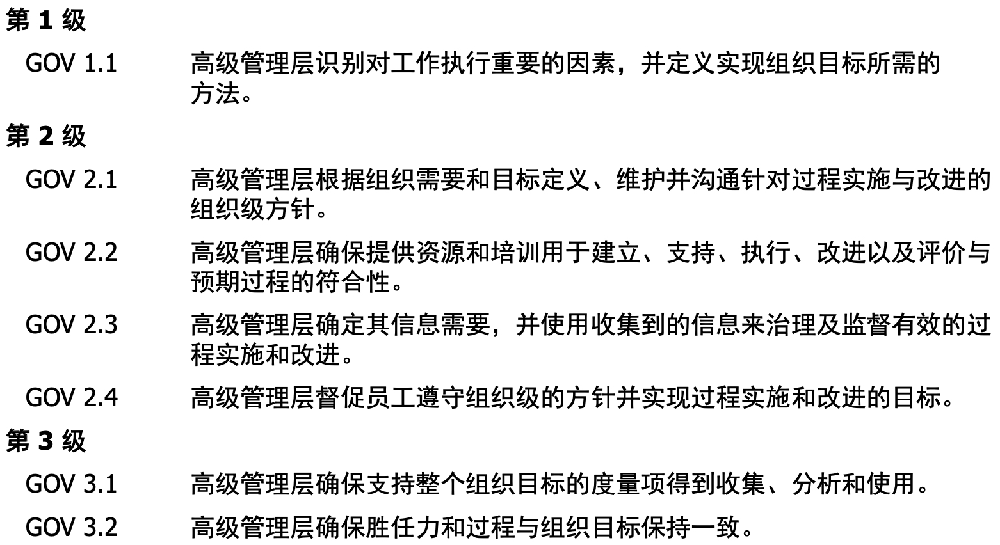 第 1 级
GOV 1.1 高级管理层识别对工作执行重要的因素，并定义实现组织目标所需的
方法。
第 2 级
GOV 2.1 高级管理层根据组织需要和目标定义、维护并沟通针对过程实施与改进的
组织级方针。
GOV 2.2 高级管理层确保提供资源和培训用于建立、支持、执行、改进以及评价与
预期过程的符合性。
GOV 2.3 高级管理层确定其信息需要，并使用收集到的信息来治理及监督有效的过
程实施和改进。
GOV 2.4 高级管理层督促员工遵守组织级的方针并实现过程实施和改进的目标。
第 3 级
GOV 3.1 高级管理层确保支持整个组织目标的度量项得到收集、分析和使用。
GOV 3.2 高级管理层确保胜任力和过程与组织目标保持一致。